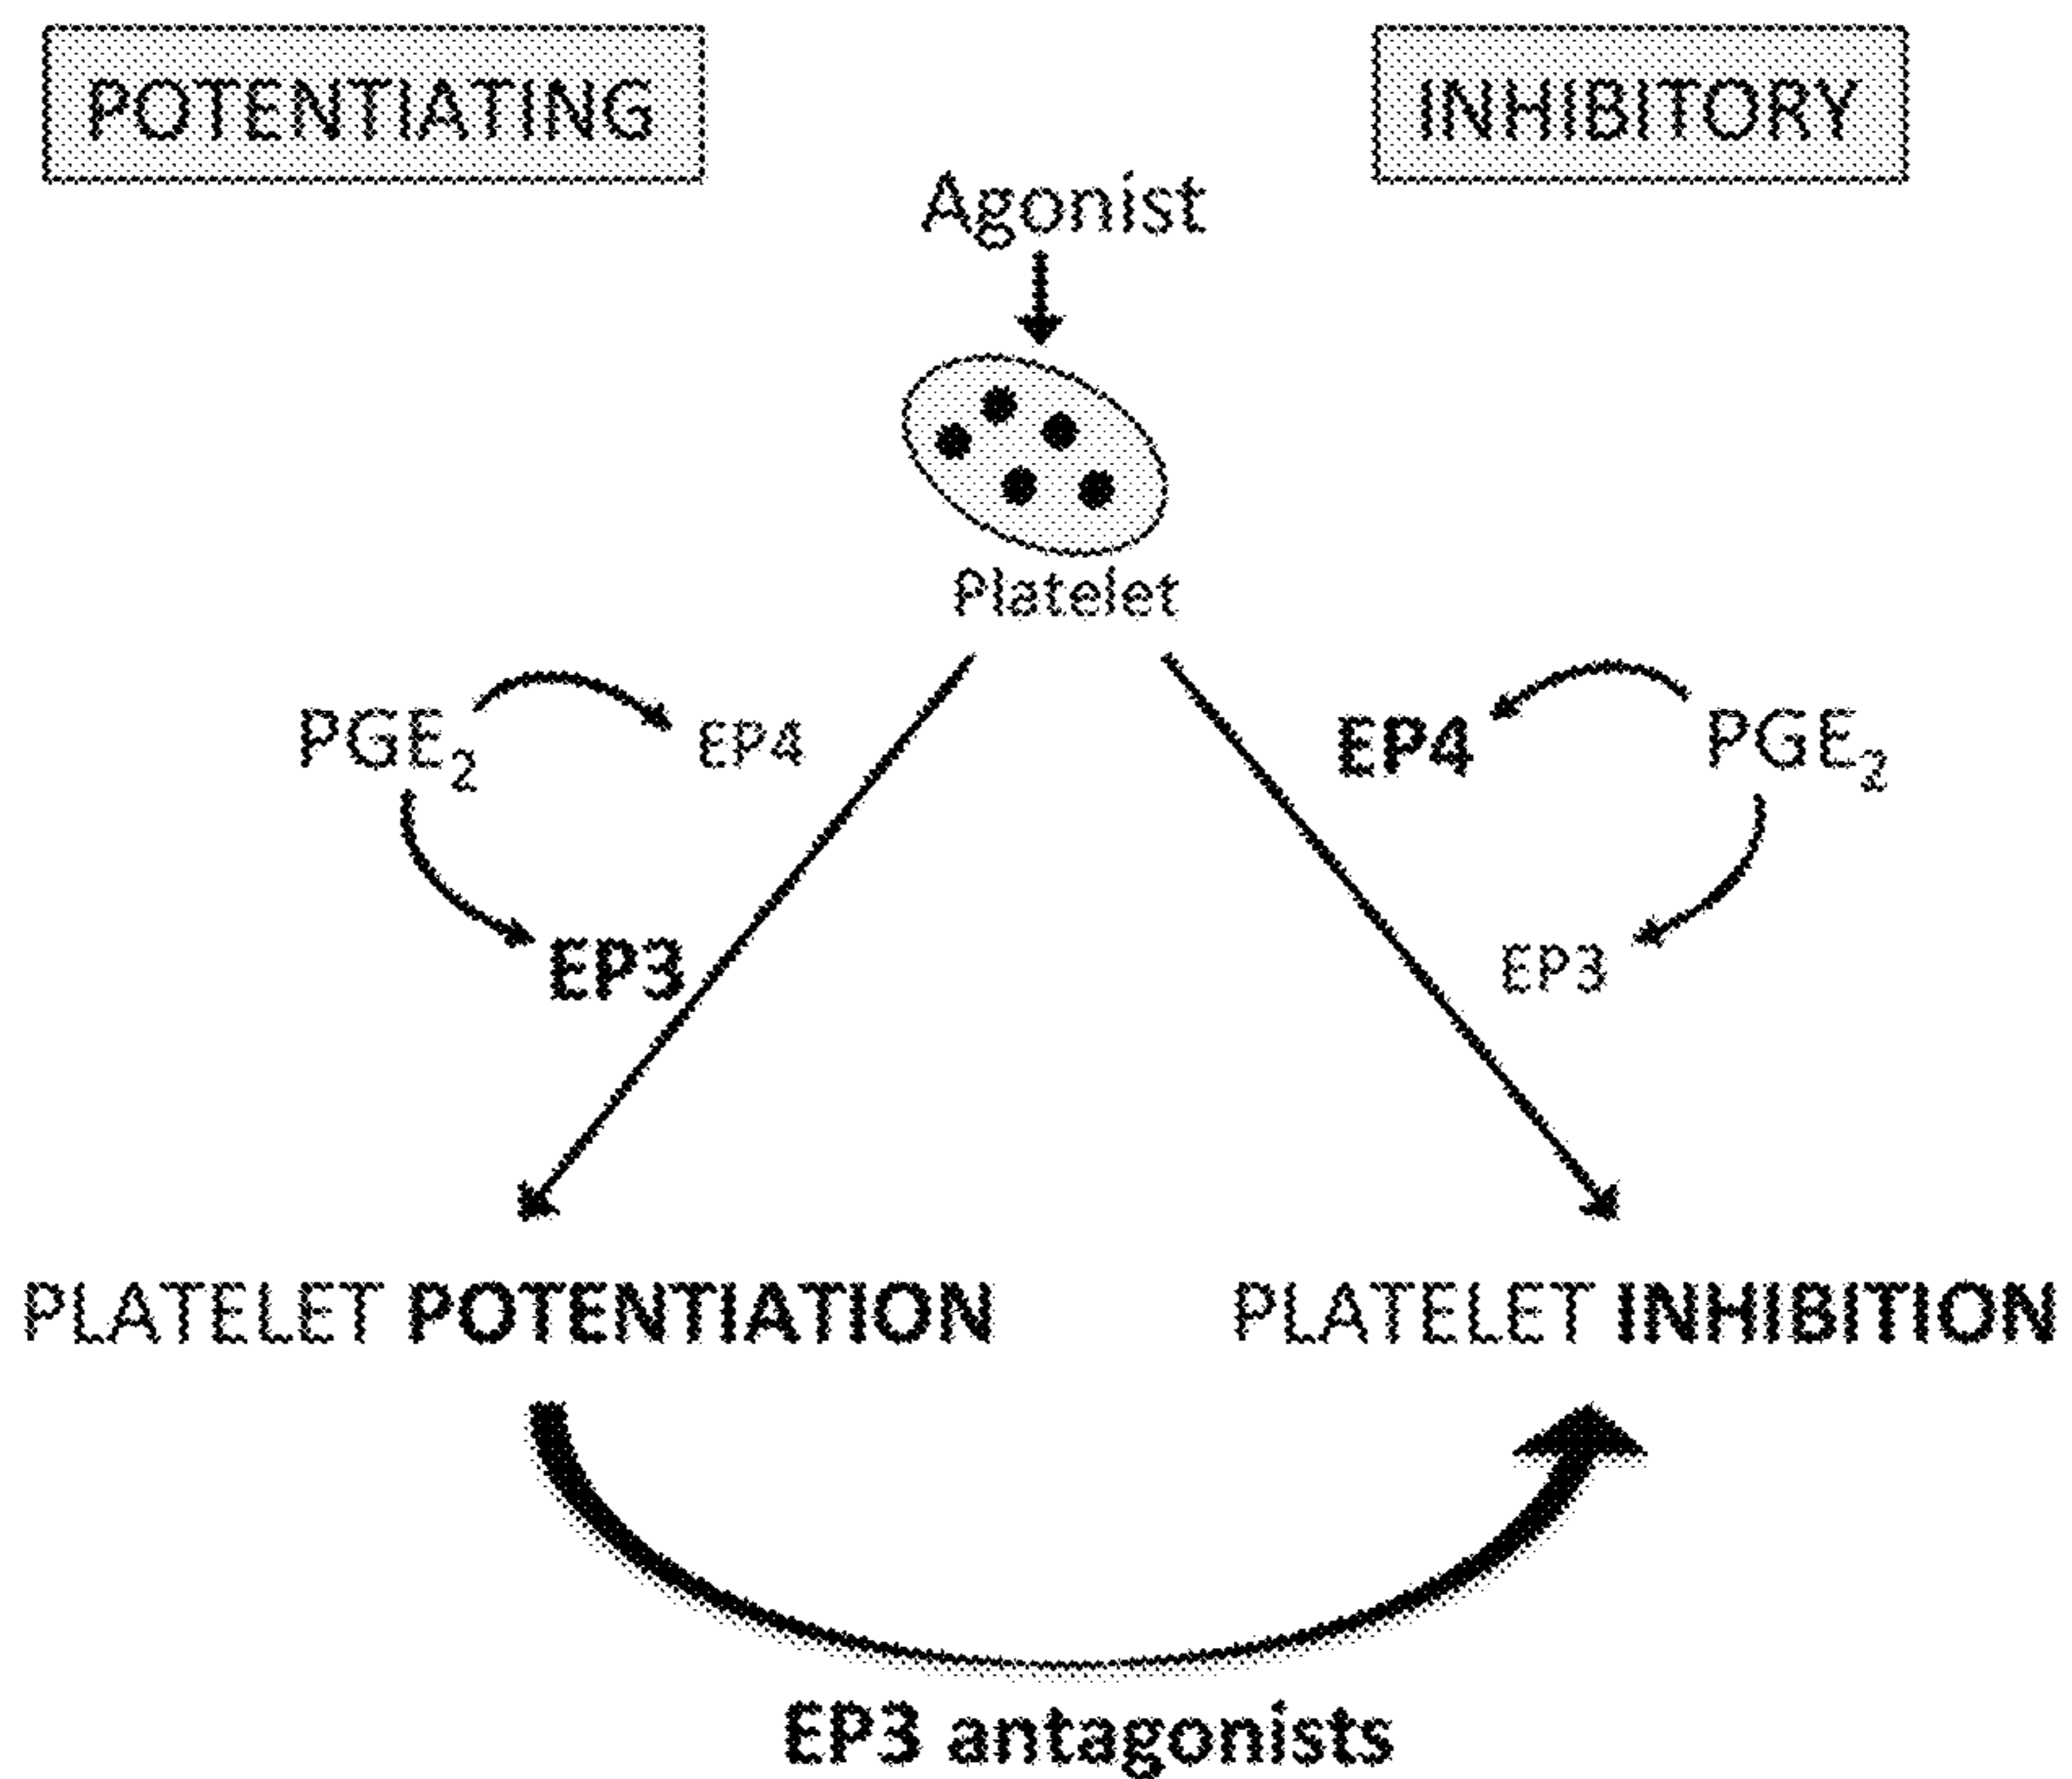 POTENTIATING
INHIBITORY
Agonist
Platelet
PGE₂
EP4
EP3
EP4
PGE₂
EP3
PLATELET POTENTIATION
PLATELET INHIBITION
EP3 antagonists